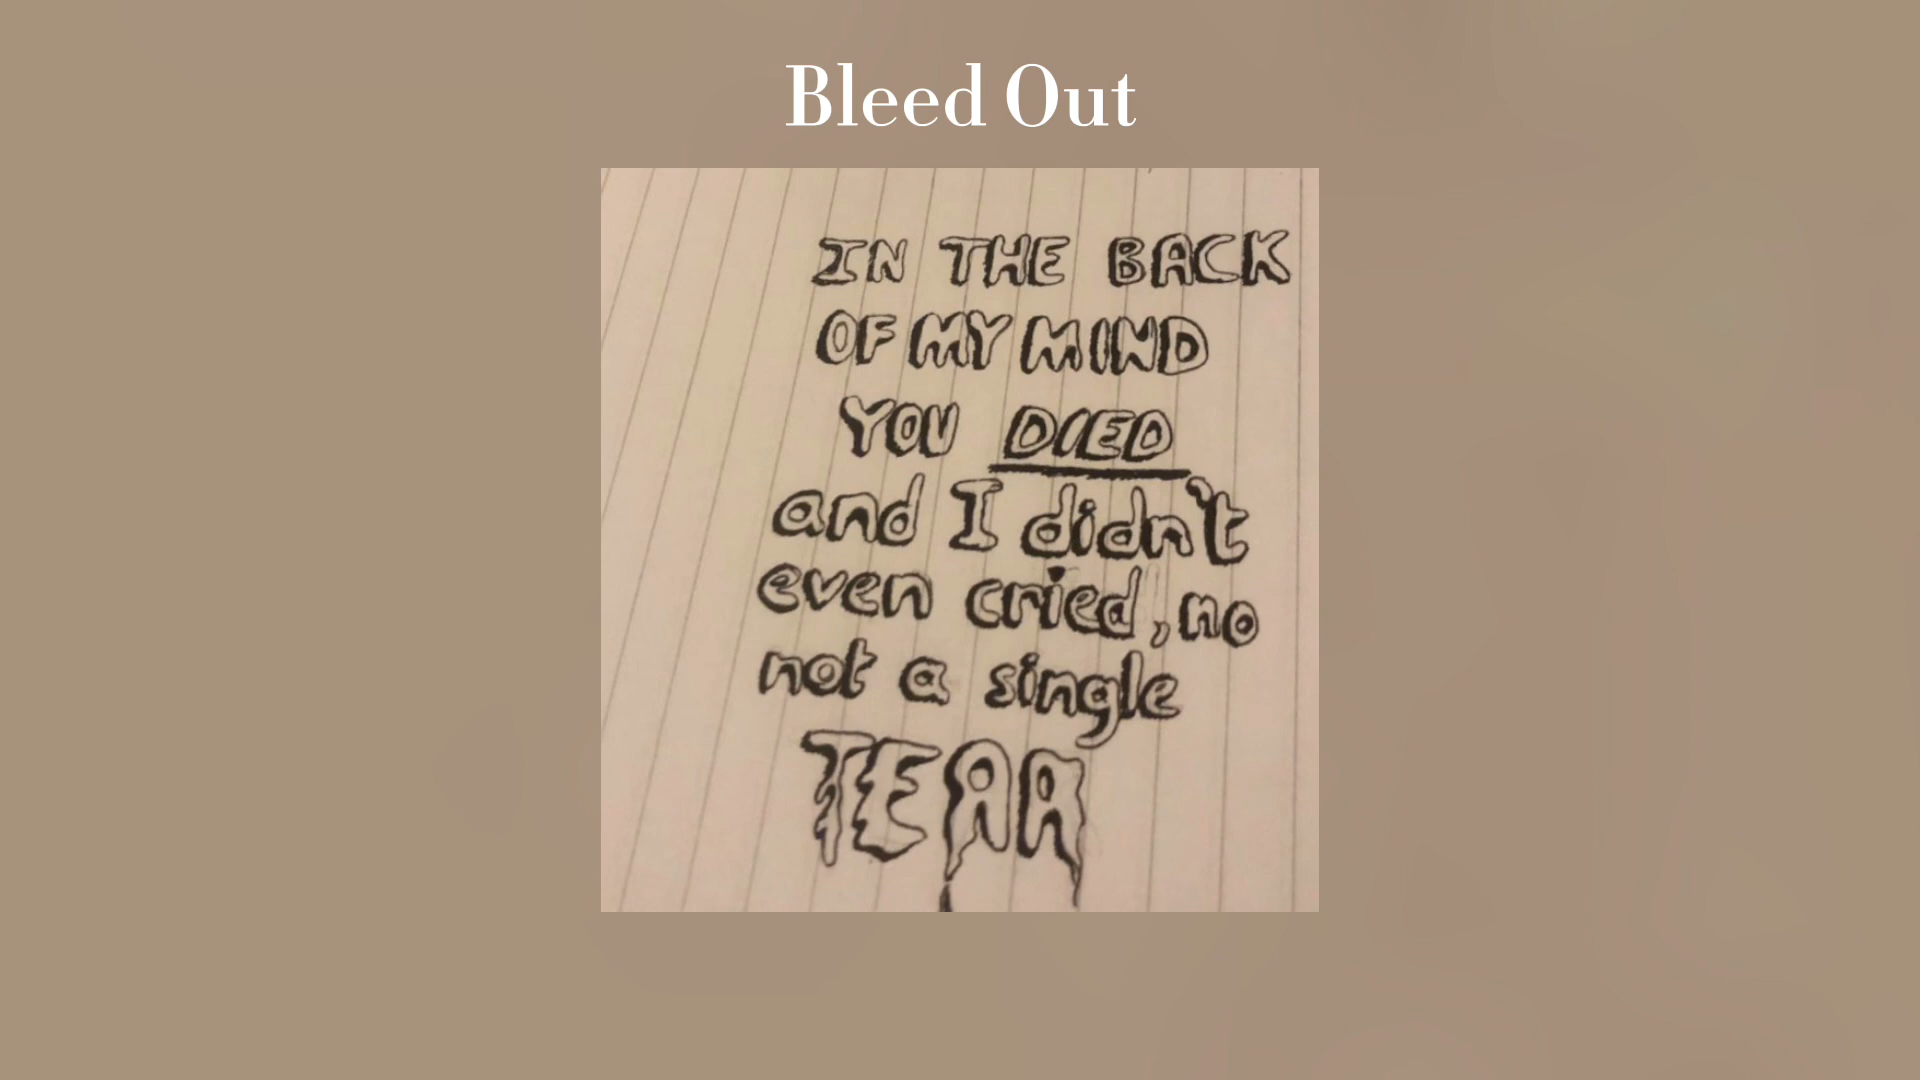 Bleed Out
IN THE BACK
OF MY MIND
YOU DIED
and I didn't
even cried, no
not a single
TEAR